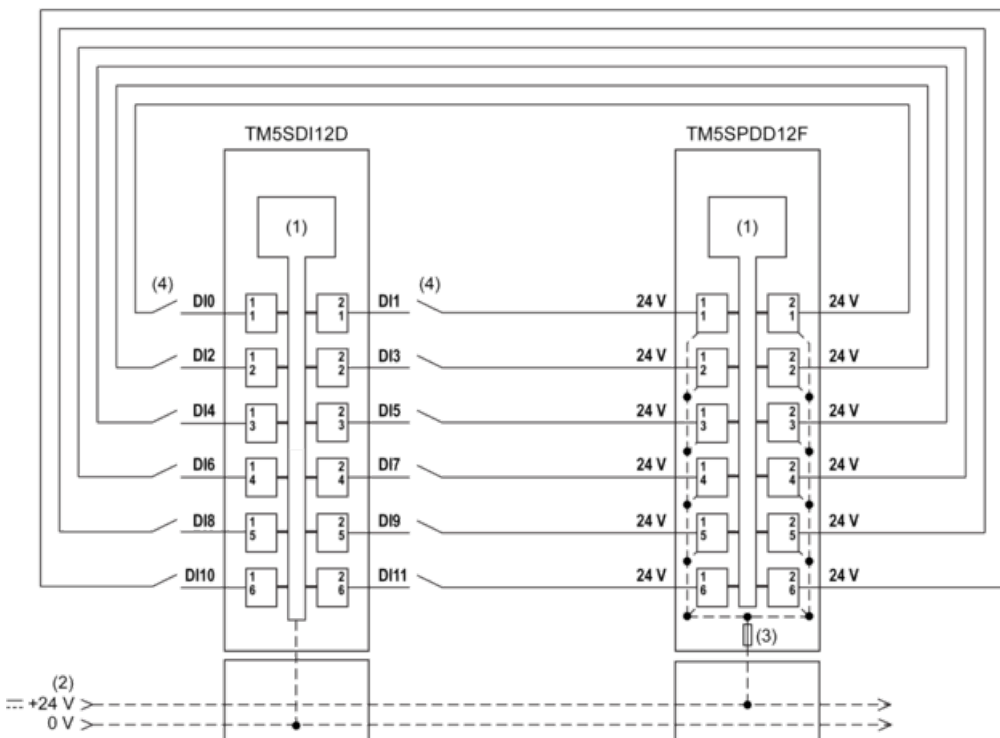 TM5SDI12D TM5SPDD12F
(1) (1)
(4) (4)
DI0 1 1 2 1 DI1 24 V 1 1 2 1 24 V
DI2 1 2 2 2 DI3 24 V 1 2 2 2 24 V
DI4 1 3 2 3 DI5 24 V 1 3 2 3 24 V
DI6 1 4 2 4 DI7 24 V 1 4 2 4 24 V
DI8 1 5 2 5 DI9 24 V 1 5 2 5 24 V
DI10 1 6 2 6 DI11 24 V 1 6 2 6 24 V
(3)
(2)
+24 V
0 V